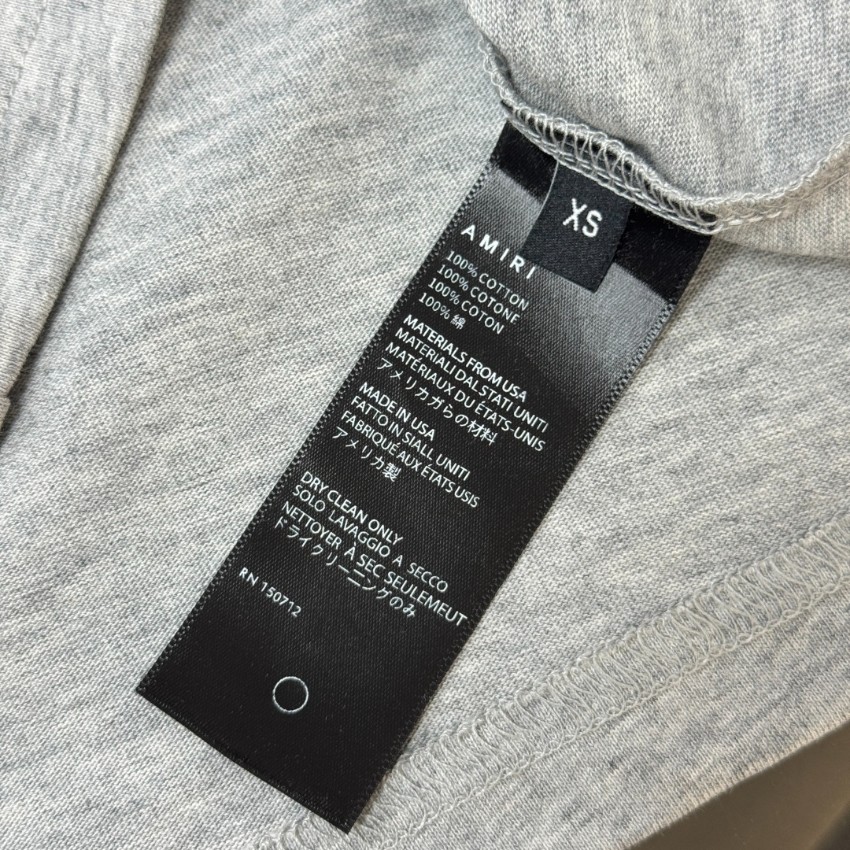 XS
AMIRI
100% COTTON
100% COTONE
100% COTON
100% 綿
MATERIALS FROM USA
MATERIALI DAL STATI UNITI
MATÉRIAUX DU ÉTATS-UNIS
アメリカからの材料
MADE IN USA
FATTO IN SIALL UNITI
FABRIQUÉ AUX ÉTATS USIS
アメリカ製
DRY CLEAN ONLY
SOLO LAVAGGIO A SECCO
NETTOYER À SEC SEULEMEUT
ドライクリーニングのみ
RN 150712